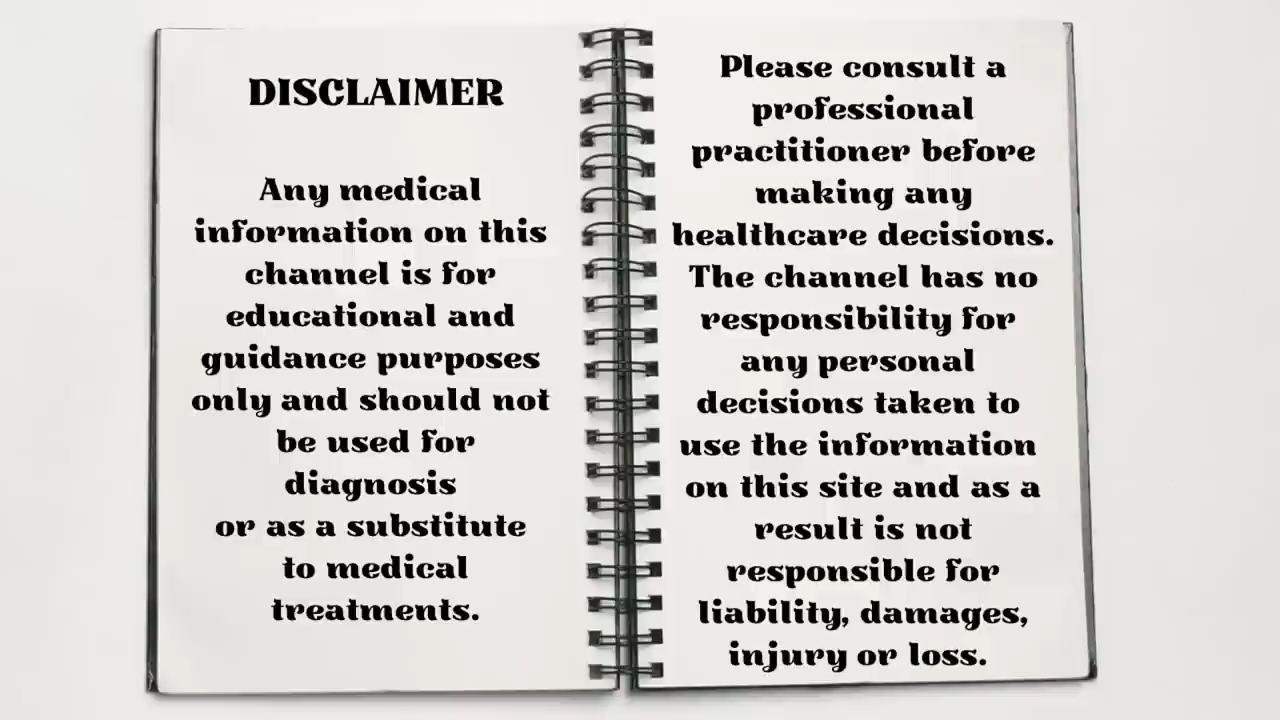 DISCLAIMER
Any medical
information on this
channel is for
educational and
guidance purposes
only and should not
be used for
diagnosis
or as a substitute
to medical
treatments.
Please consult a
professional
practitioner before
making any
healthcare decisions.
The channel has no
responsibility for
any personal
decisions taken to
use the information
on this site and as a
result is not
responsible for
liability, damages,
injury or loss.